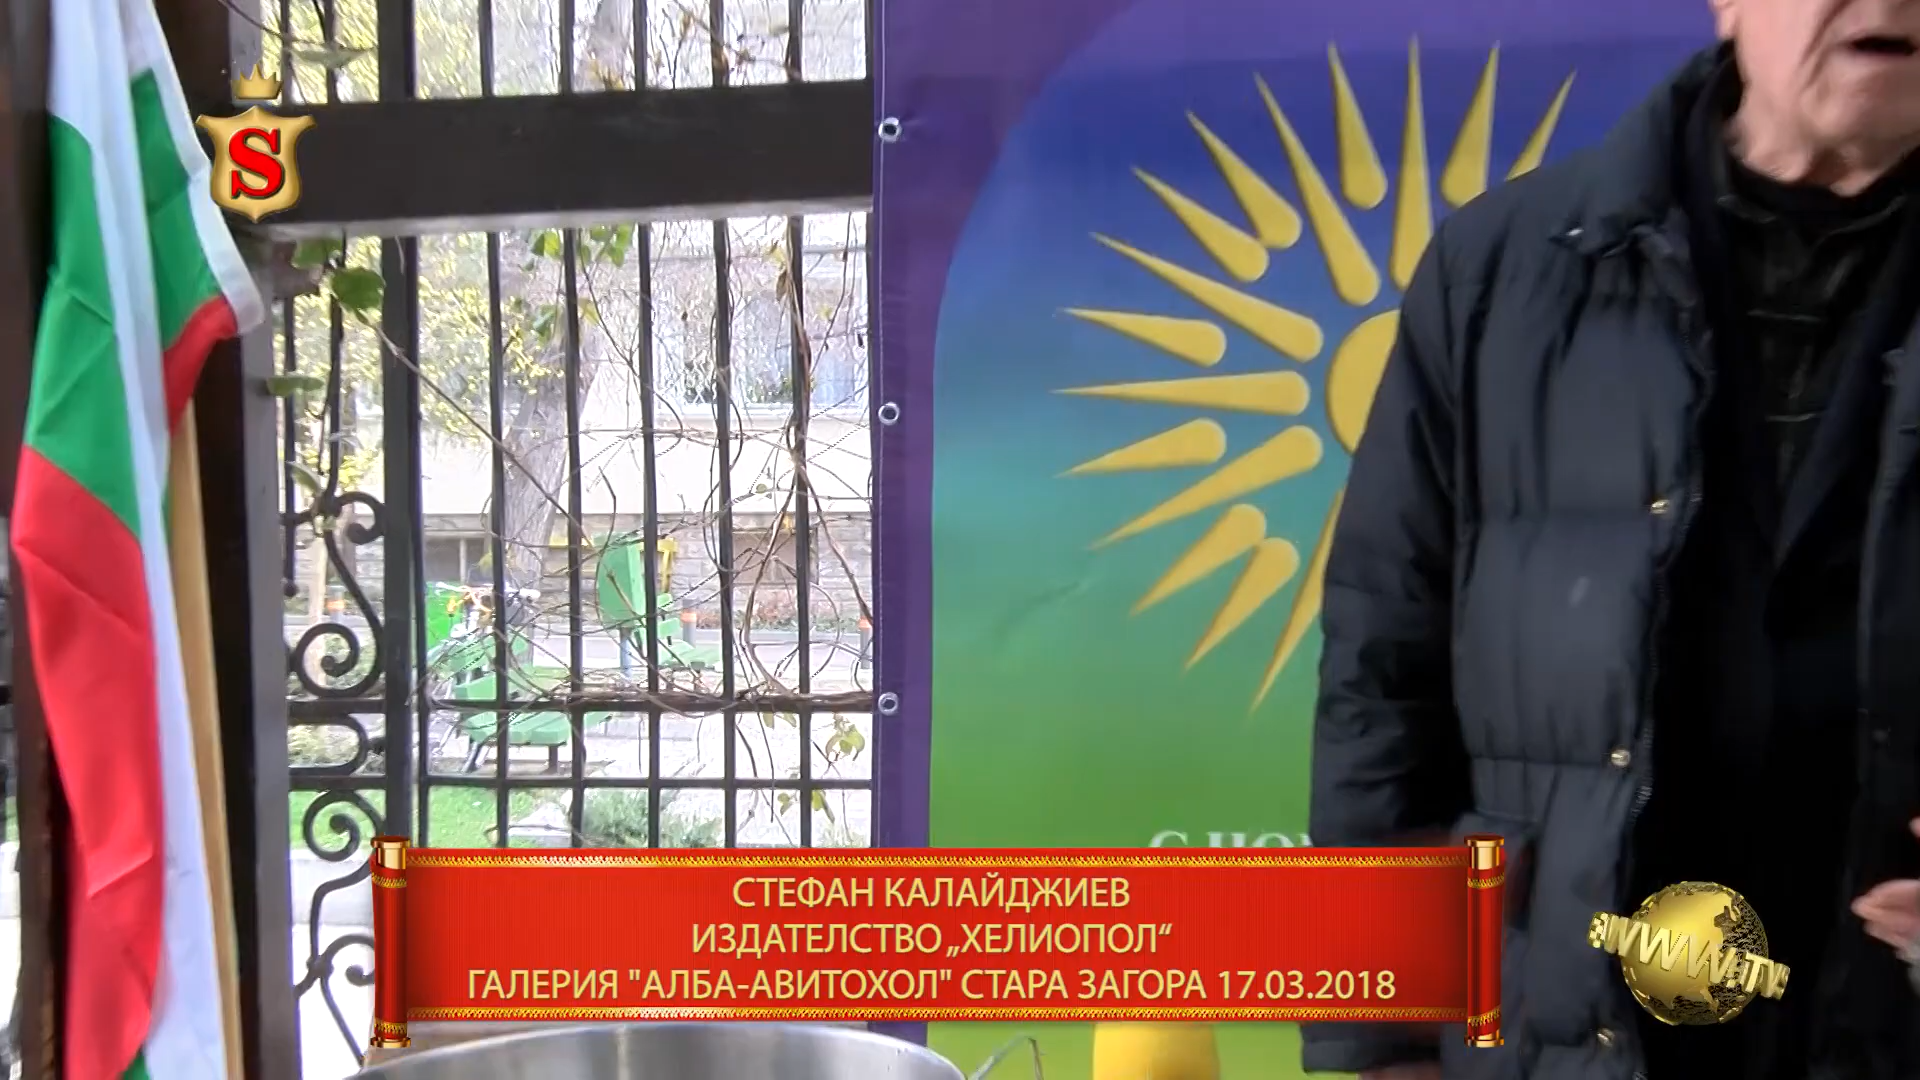 S
СТЕФАН КАЛАЙДЖИЕВ
ИЗДАТЕЛСТВО „ХЕЛИОПОЛ“
ГАЛЕРИЯ "АЛБА-АВИТОХОЛ" СТАРА ЗАГОРА 17.03.2018